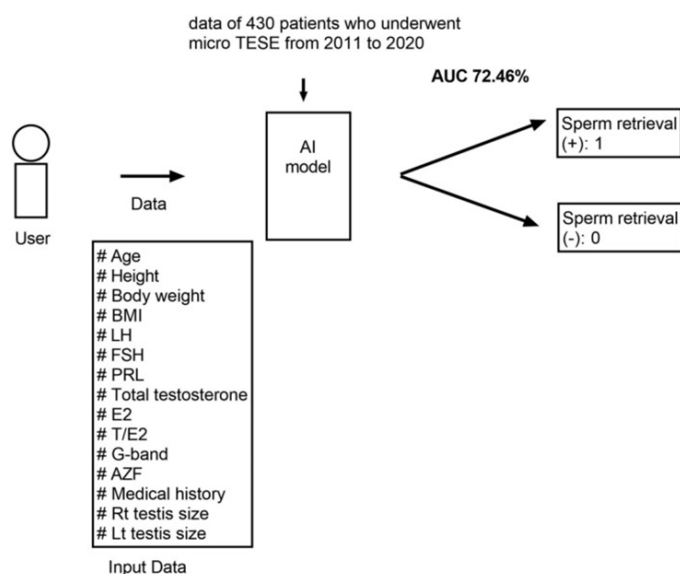 data of 430 patients who underwent
micro TESE from 2011 to 2020
AUC 72.46%
Sperm retrieval
(+): 1
AI
model
Data
User
Sperm retrieval
(-): 0
# Age
# Height
# Body weight
# BMI
# LH
# FSH
# PRL
# Total testosterone
# E2
# T/E2
# G-band
# AZF
# Medical history
# Rt testis size
# Lt testis size
Input Data